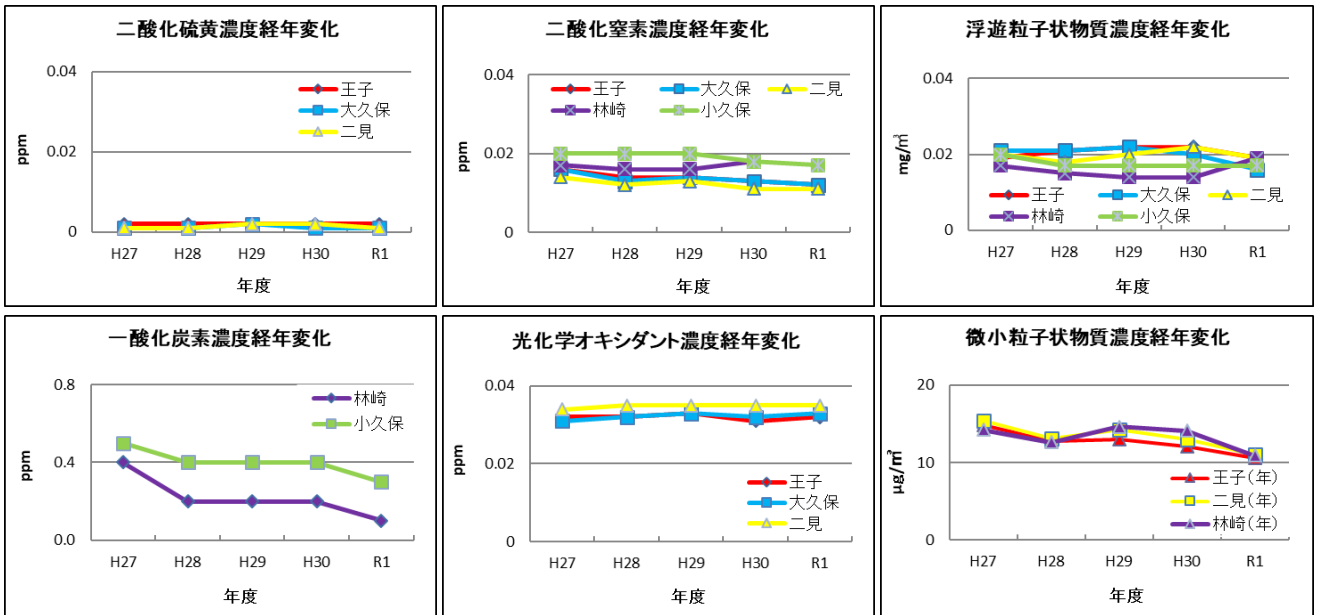 二酸化硫黄濃度経年変化
0.04
0.02
0
ppm
王子
大久保
二見
H27 H28 H29 H30 R1
年度
二酸化窒素濃度経年変化
0.04
0.02
0
ppm
王子 大久保 二見
林崎 小久保
H27 H28 H29 H30 R1
年度
浮遊粒子状物質濃度経年変化
0.04
0.02
0
mg/㎥
王子 大久保 二見
林崎 小久保
H27 H28 H29 H30 R1
年度
一酸化炭素濃度経年変化
0.8
0.4
0.0
ppm
林崎
小久保
H27 H28 H29 H30 R1
年度
光化学オキシダント濃度経年変化
0.04
0.02
0
ppm
王子
大久保
二見
H27 H28 H29 H30 R1
年度
微小粒子状物質濃度経年変化
20
10
0
μg/㎥
王子(年)
二見(年)
林崎(年)
H27 H28 H29 H30 R1
年度